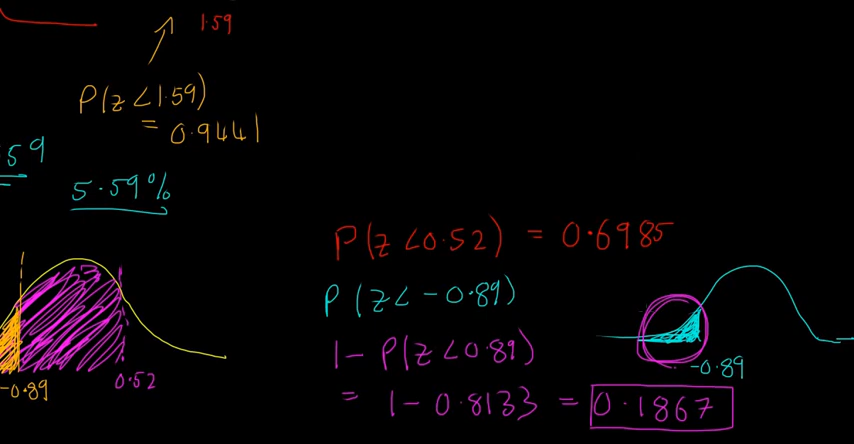 1.59
P(z<1.59)
= 0.9441
.59
5.59%
P(z<0.52) = 0.6985
P(z<-0.89)
1-P(z<0.89)
= 1-0.8133 = 0.1867
-0.89
0.52
-0.89